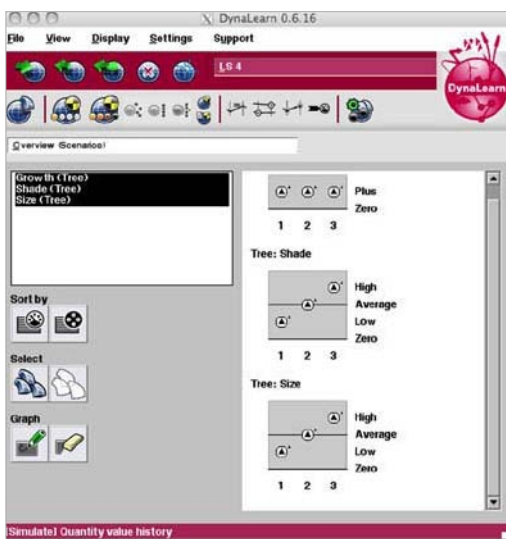 DynaLearn 0.6.16
File View Display Settings Support
LS 4
DynaLearn
Overview (Scenarios)
Growth (Tree)
Shade (Tree)
Size (Tree)
Sort by
Select
Graph
Plus
Zero
1 2 3
Tree: Shade
High
Average
Low
Zero
1 2 3
Tree: Size
High
Average
Low
Zero
1 2 3
[Simulate] Quantity value history